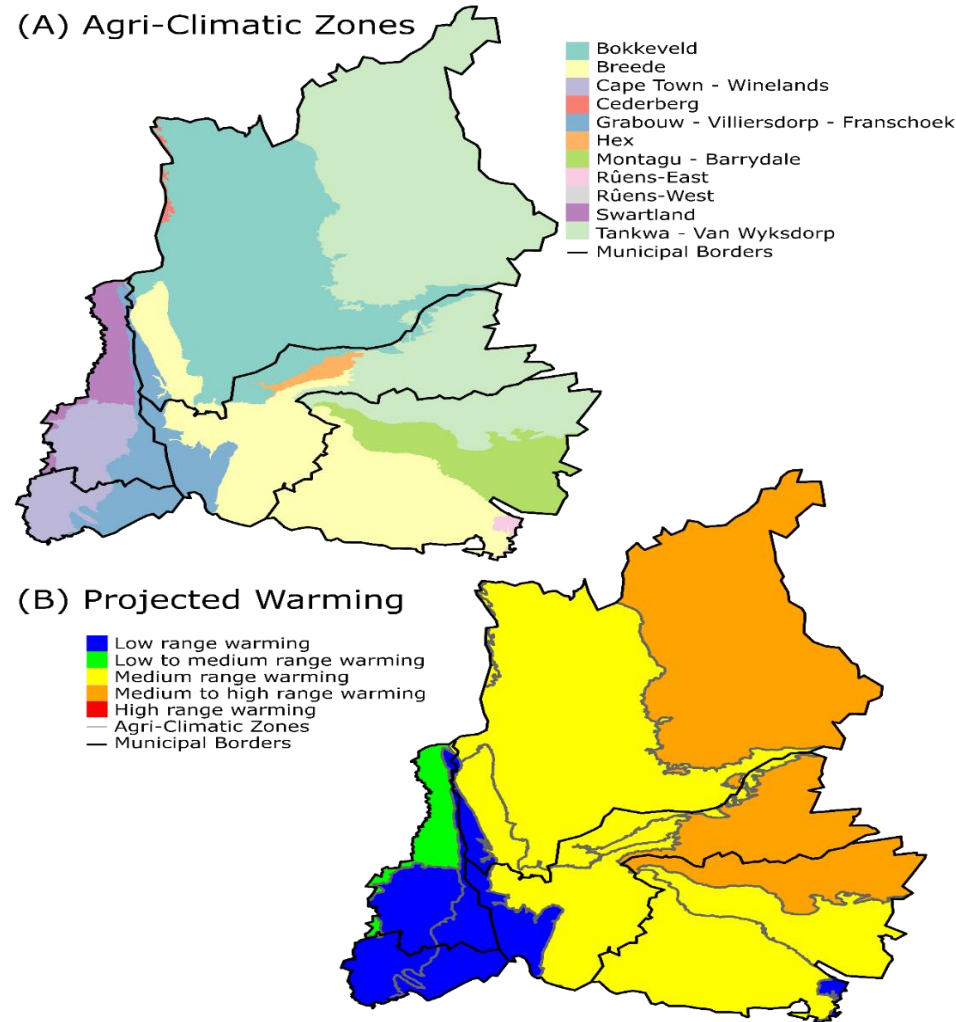 (A) Agri-Climatic Zones
Bokkeveld
Breede
Cape Town - Winelands
Cederberg
Grabouw - Villiersdorp - Franschoek
Hex
Montagu - Barrydale
Rûens-East
Rûens-West
Swartland
Tankwa - Van Wyksdorp
Municipal Borders
(B) Projected Warming
Low range warming
Low to medium range warming
Medium range warming
Medium to high range warming
High range warming
Agri-Climatic Zones
Municipal Borders